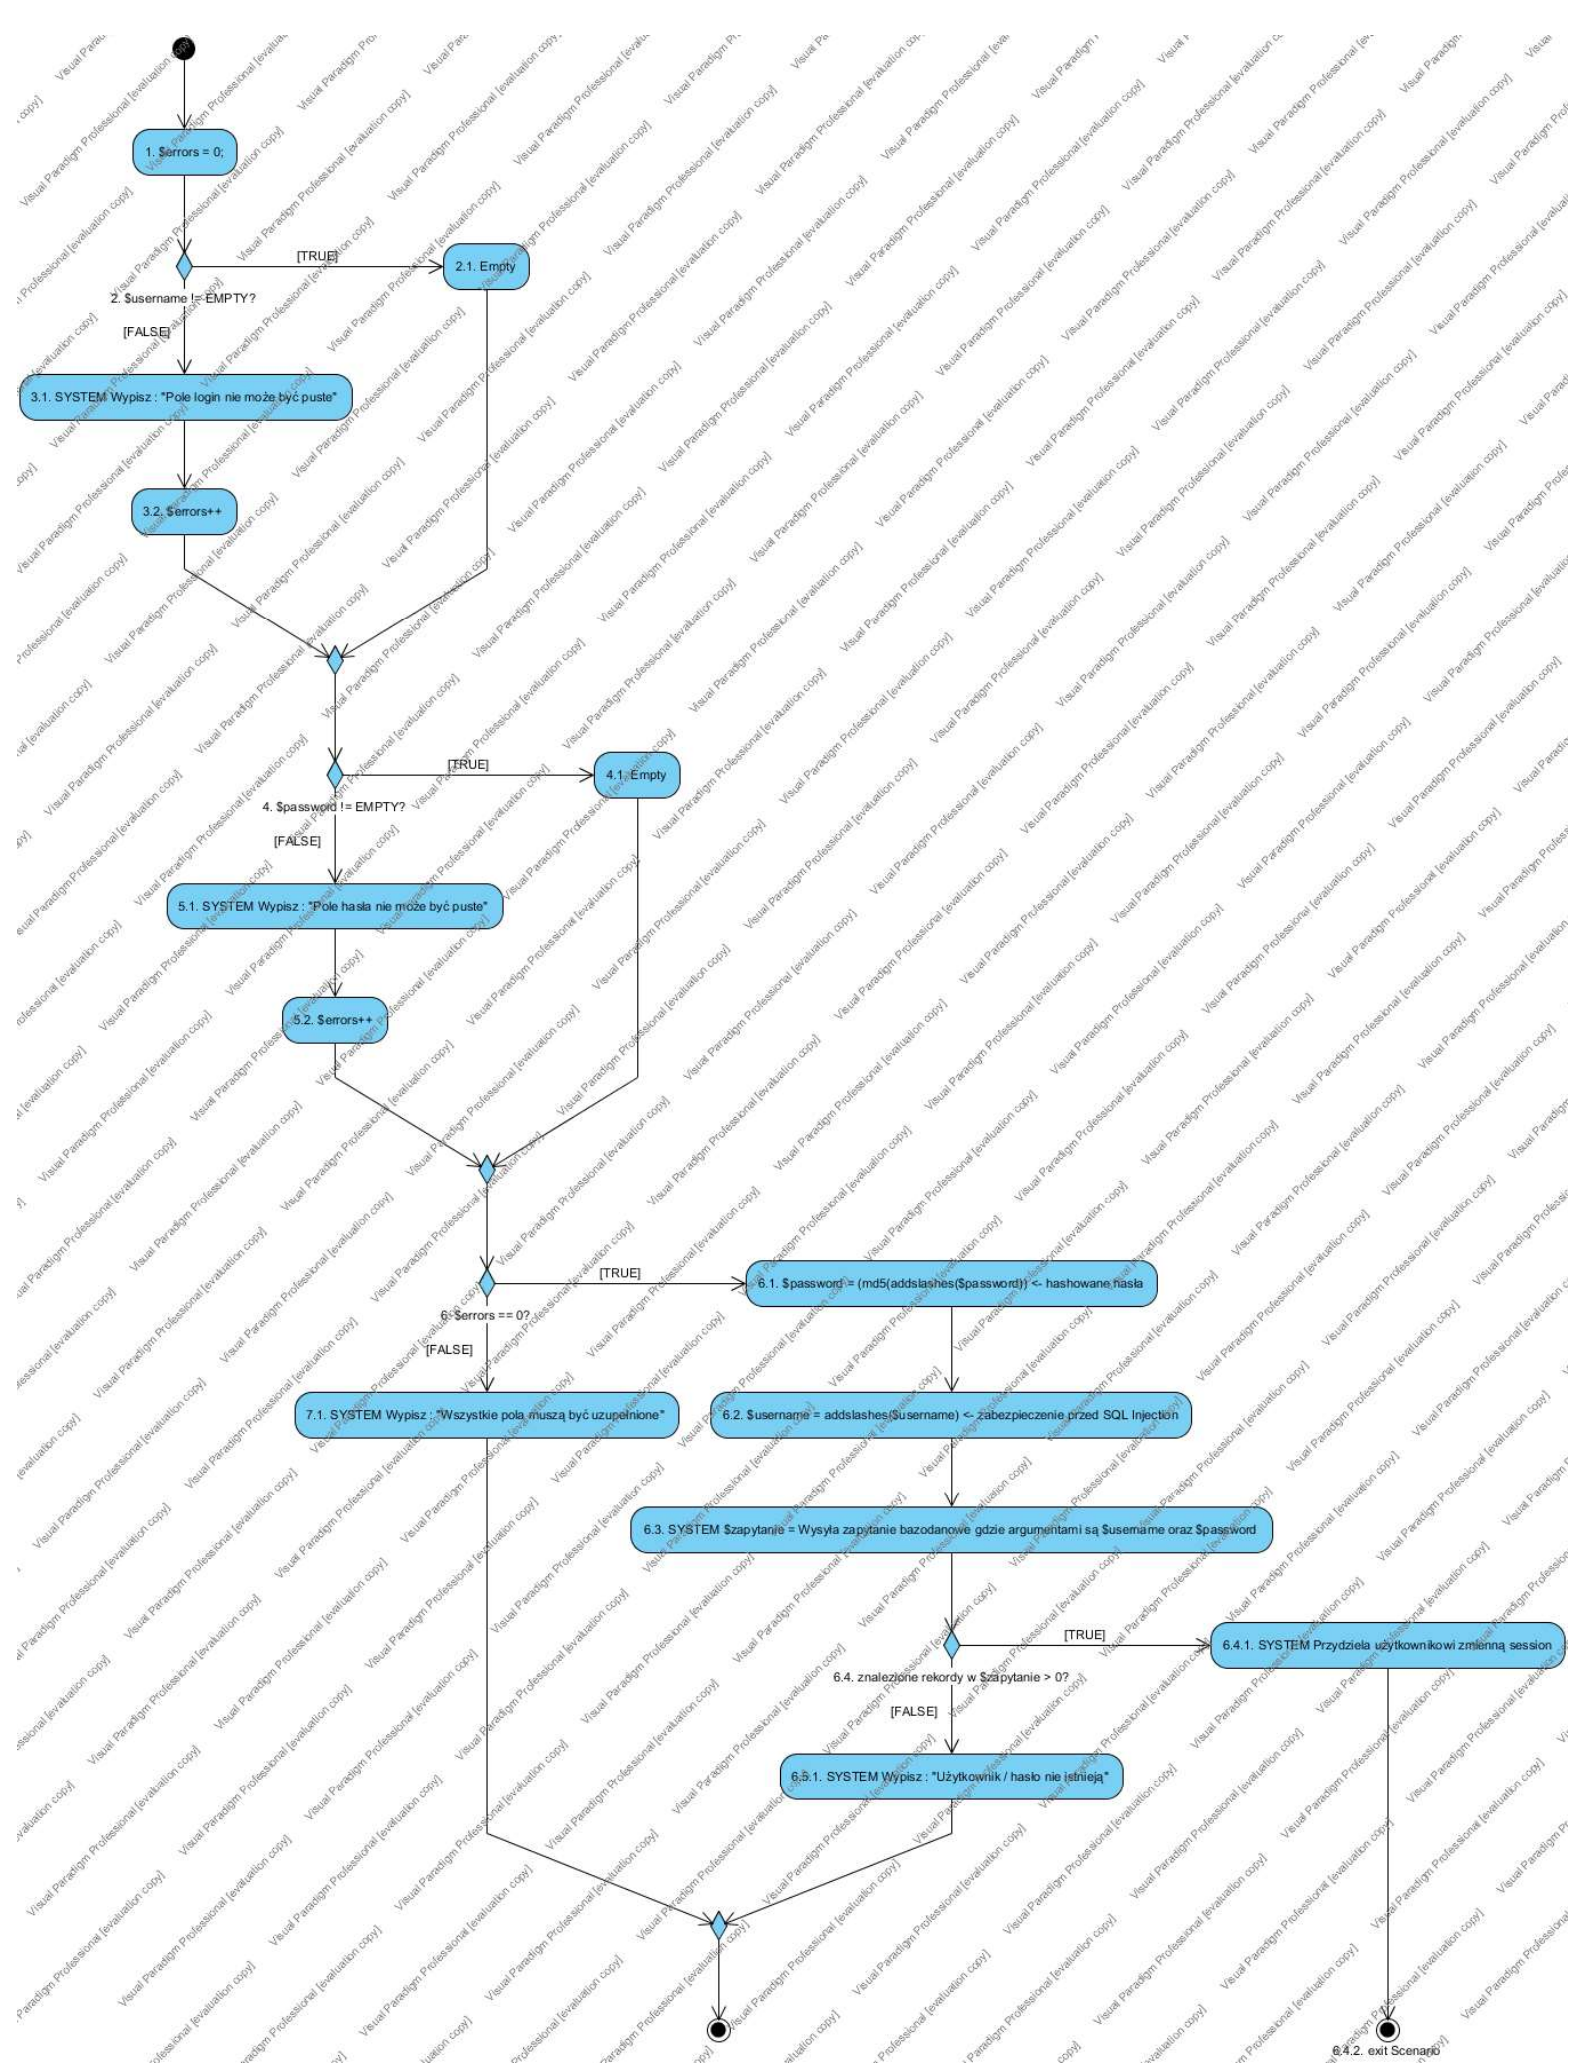 1. $errors = 0;
[TRUE]
2.1. Empty
2. $username != EMPTY?
[FALSE]
3.1. SYSTEM Wypisz : "Pole login nie może być puste"
3.2. $errors++
[TRUE]
4.1. Empty
4. $password != EMPTY?
[FALSE]
5.1. SYSTEM Wypisz : "Pole hasła nie może być puste"
5.2. $errors++
[TRUE]
6.1. $password = (md5(addslashes($password)) <- hashowane hasła
6. $errors == 0?
[FALSE]
7.1. SYSTEM Wypisz : "Wszystkie pola muszą być uzupełnione"
6.2. $username = addslashes($username) <- zabezpieczenie przed SQL Injection
6.3. SYSTEM $zapytanie = Wysyła zapytanie bazodanowe gdzie argumentami są $username oraz $password
[TRUE]
6.4.1. SYSTEM Przydziela użytkownikowi zmienną session
6.4. znalezione rekordy w $zapytanie > 0?
[FALSE]
6.5.1. SYSTEM Wypisz : "Użytkownik / hasło nie istnieją"
6.4.2. exit Scenario
Visual Paradigm Professional [evaluation copy]